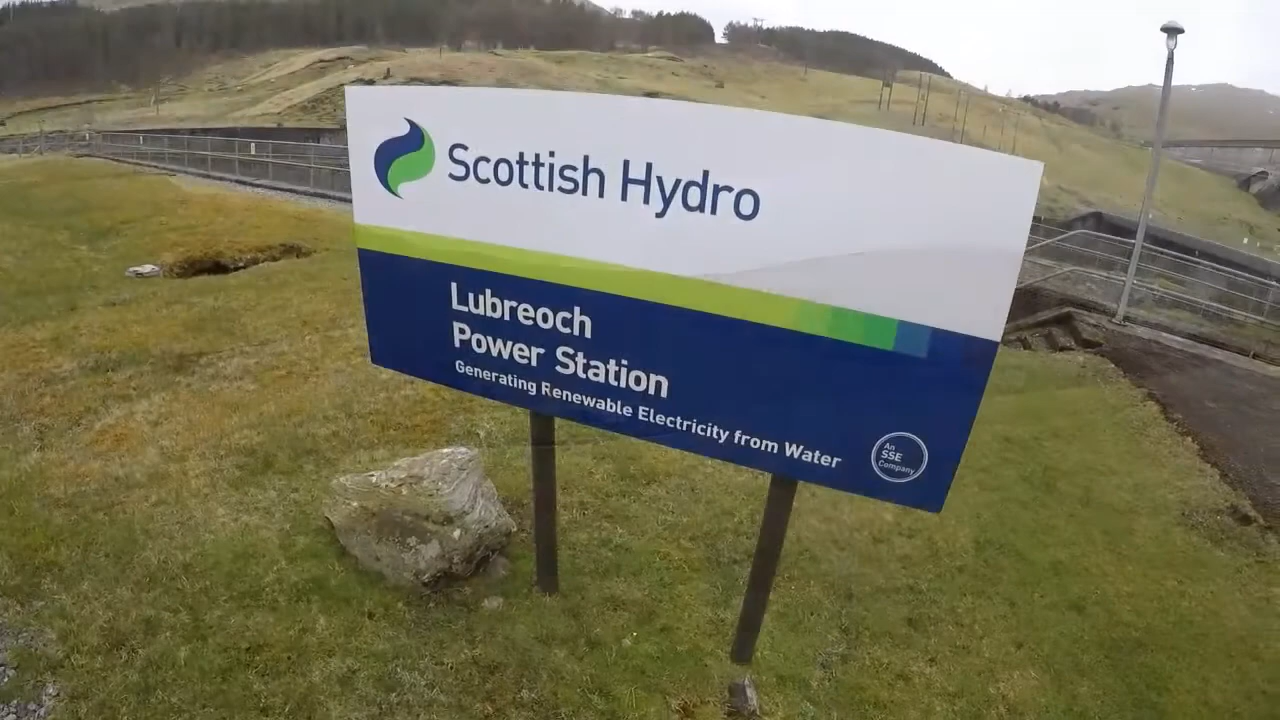 Scottish Hydro
Lubreoch
Power Station
Generating Renewable Electricity from Water
An
SSE
Company